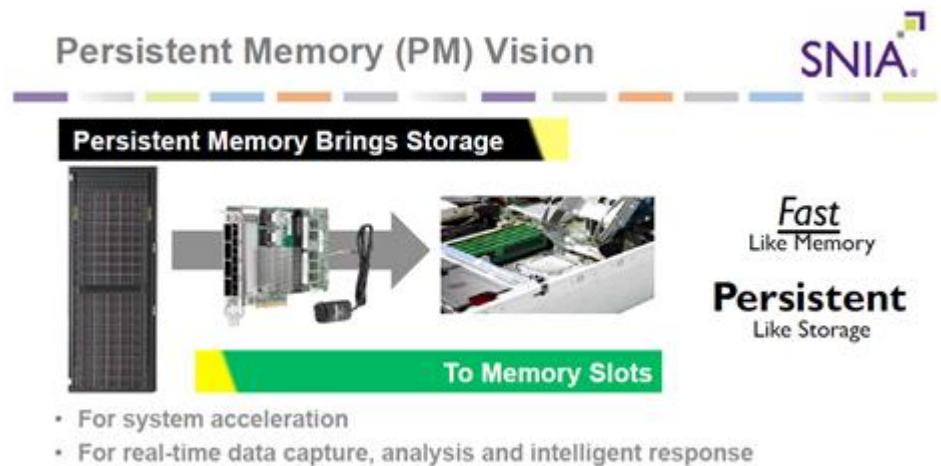 Persistent Memory (PM) Vision
SNIA
Persistent Memory Brings Storage
Fast
Like Memory
Persistent
Like Storage
To Memory Slots
• For system acceleration
• For real-time data capture, analysis and intelligent response